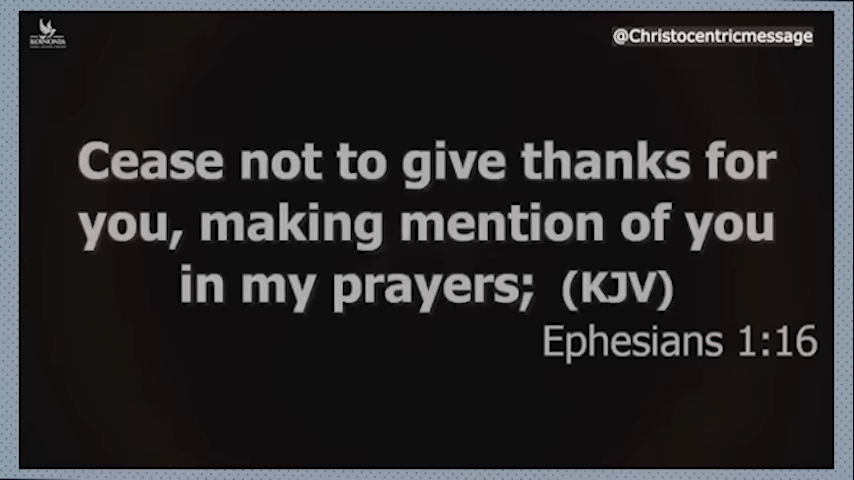 KOINONIA
@Christocentricmessage
Cease not to give thanks for
you, making mention of you
in my prayers; (KJV)
Ephesians 1:16